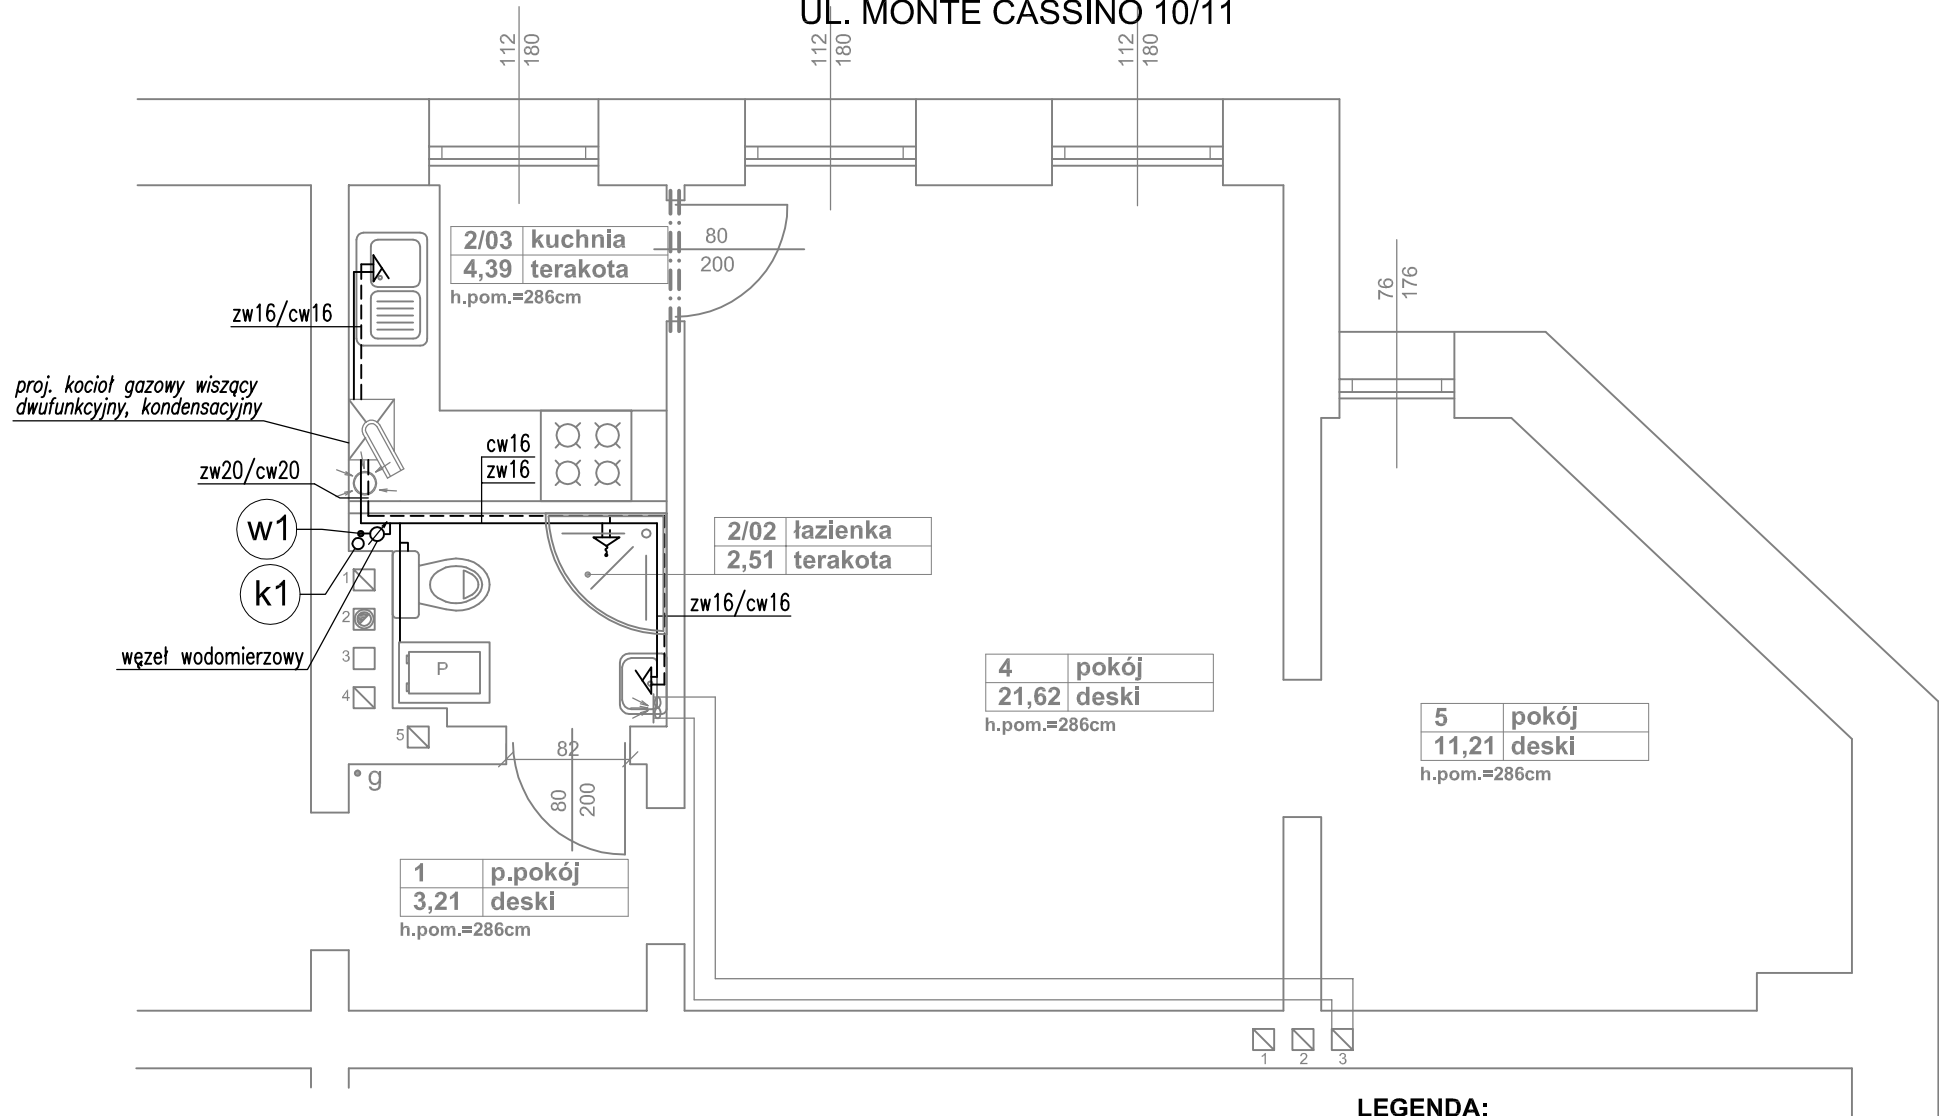 UL. MONTE CASSINO 10/11
112
180
112
180
112
180
2/03 kuchnia
4,39 terakota
h.pom.=286cm
80
200
76
176
zw16/cw16
proj. kocioł gazowy wiszący
dwufunkcyjny, kondensacyjny
cw16
zw16
zw20/cw20
w1
k1
węzeł wodomierzowy
2/02 łazienka
2,51 terakota
zw16/cw16
1
2
3
4
5
P
g
82
80
200
4 pokój
21,62 deski
h.pom.=286cm
5 pokój
11,21 deski
h.pom.=286cm
1 p.pokój
3,21 deski
h.pom.=286cm
1
2
3
LEGENDA: